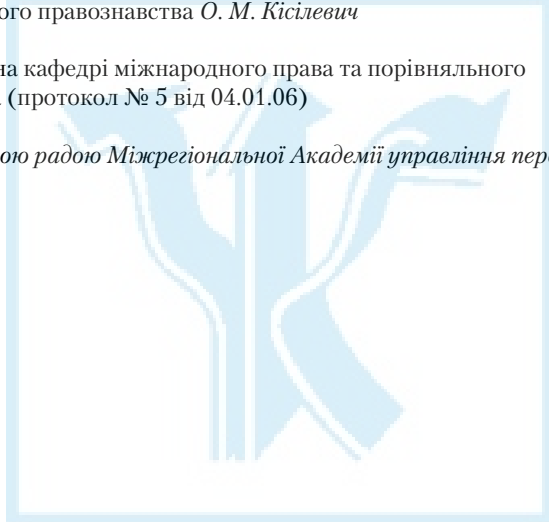 ого правознавства О. М. Кісілевич
на кафедрі міжнародного права та порівняльного
(протокол № 5 від 04.01.06)
ою радою Міжрегіональної Академії управління пер